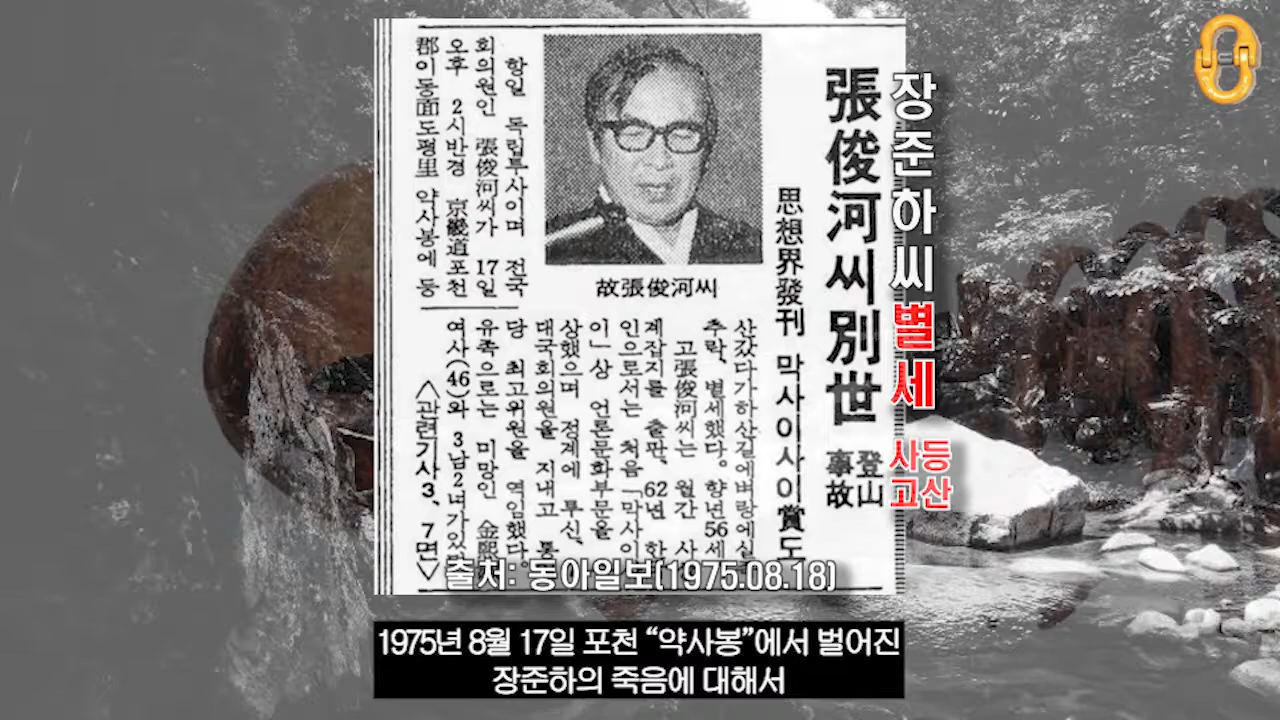 장준하씨 별세
등산
사고
張俊河씨 別世
登山
事故
思想界發刊 막사이사이賞도
故張俊河씨
항일 독립투사이며 전국
회의원인 張俊河씨가 17일
오후 2시반경 京畿道포천
郡이동面도평里 약사봉에 등
산갔다가 하산길에 벼랑에
추락, 별세했다. 향년56세
고張俊河씨는 월간 사
계잡지를 출판, 62년 한
인으로서는 처음 「막사이
이」상 언론문화부문을
상했으며 정계에 투신,
대국회의원을 지내고 통
당 최고위원을 역임했다.
유족으로는 미망인 金熙
여사(46)와 3남2녀가 있
<관련기사3、7면>
출처: 동아일보(1975.08.18)
1975년 8월 17일 포천 “약사봉”에서 벌어진
장준하의 죽음에 대해서